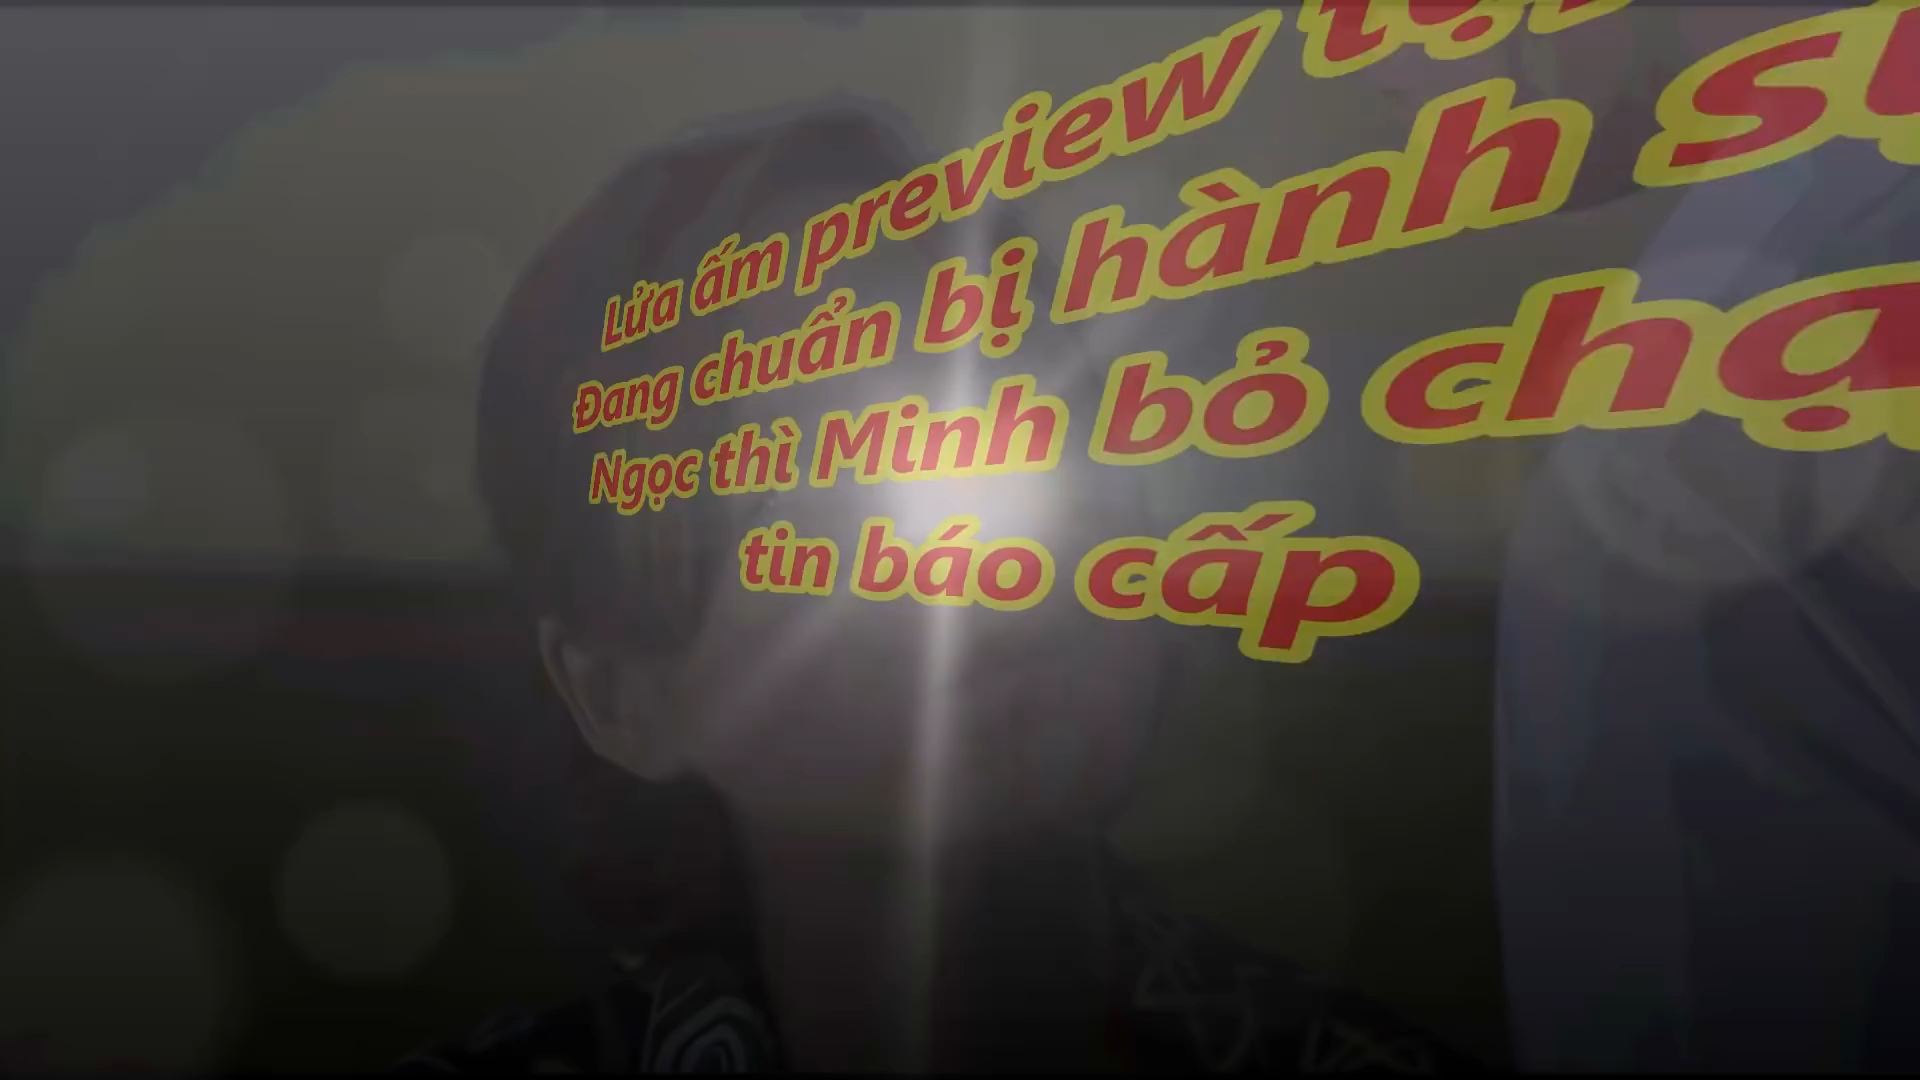 Lửa ấm preview
Đang chuẩn bị hành
Ngọc thì Minh bỏ
tin báo cấp